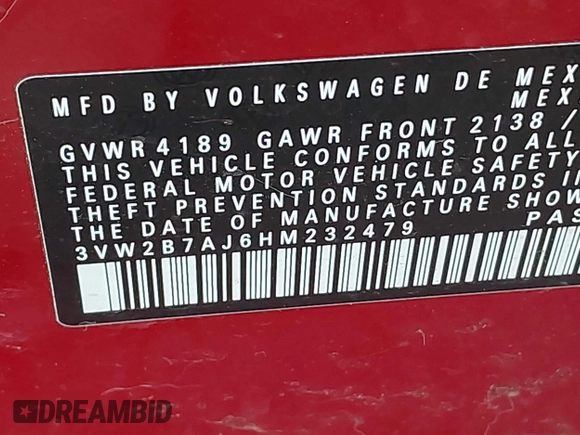 MFD BY VOLKSWAGEN DE MEX
MEX
GVWR 4189 GAWR FRONT 2138 /
THIS VEHICLE CONFORMS TO ALL
FEDERAL MOTOR VEHICLE SAFETY
THEFT PREVENTION STANDARDS I
THE DATE OF MANUFACTURE SHOW
3VW2B7AJ6HM232479 PAS
DREAMBID